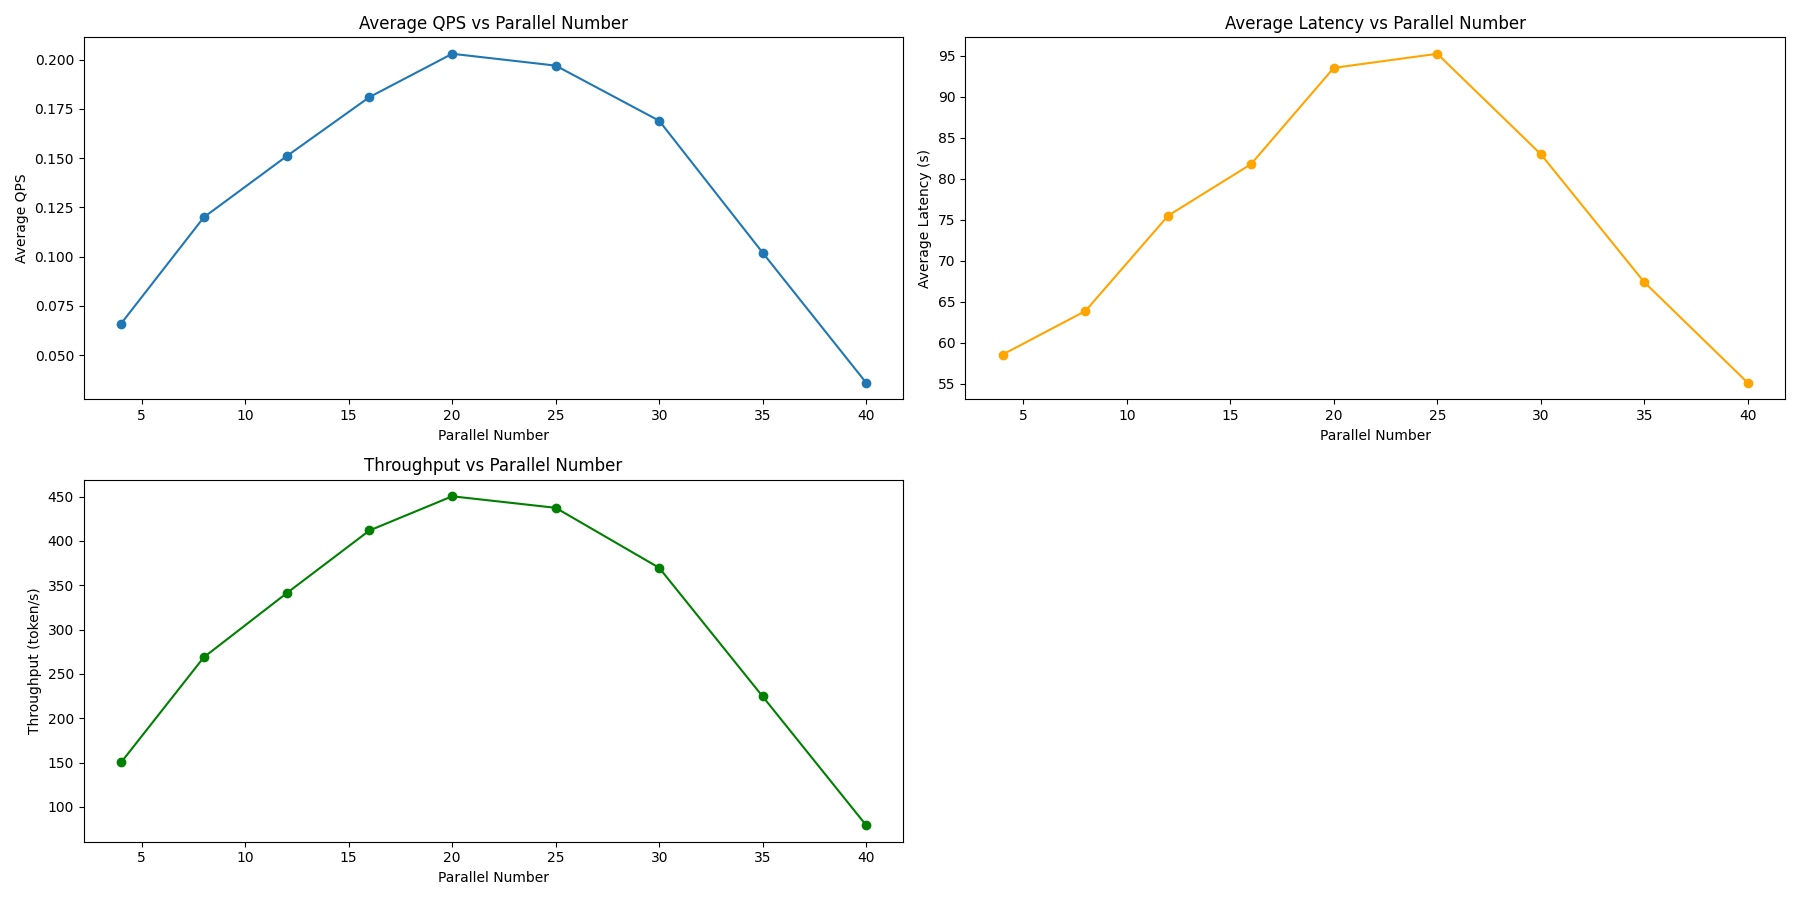 Average QPS vs Parallel Number
Average QPS
0.200
0.175
0.150
0.125
0.100
0.075
0.050
5 10 15 20 25 30 35 40
Parallel Number
Average Latency vs Parallel Number
Average Latency (s)
95
90
85
80
75
70
65
60
55
5 10 15 20 25 30 35 40
Parallel Number
Throughput vs Parallel Number
Throughput (token/s)
450
400
350
300
250
200
150
100
5 10 15 20 25 30 35 40
Parallel Number